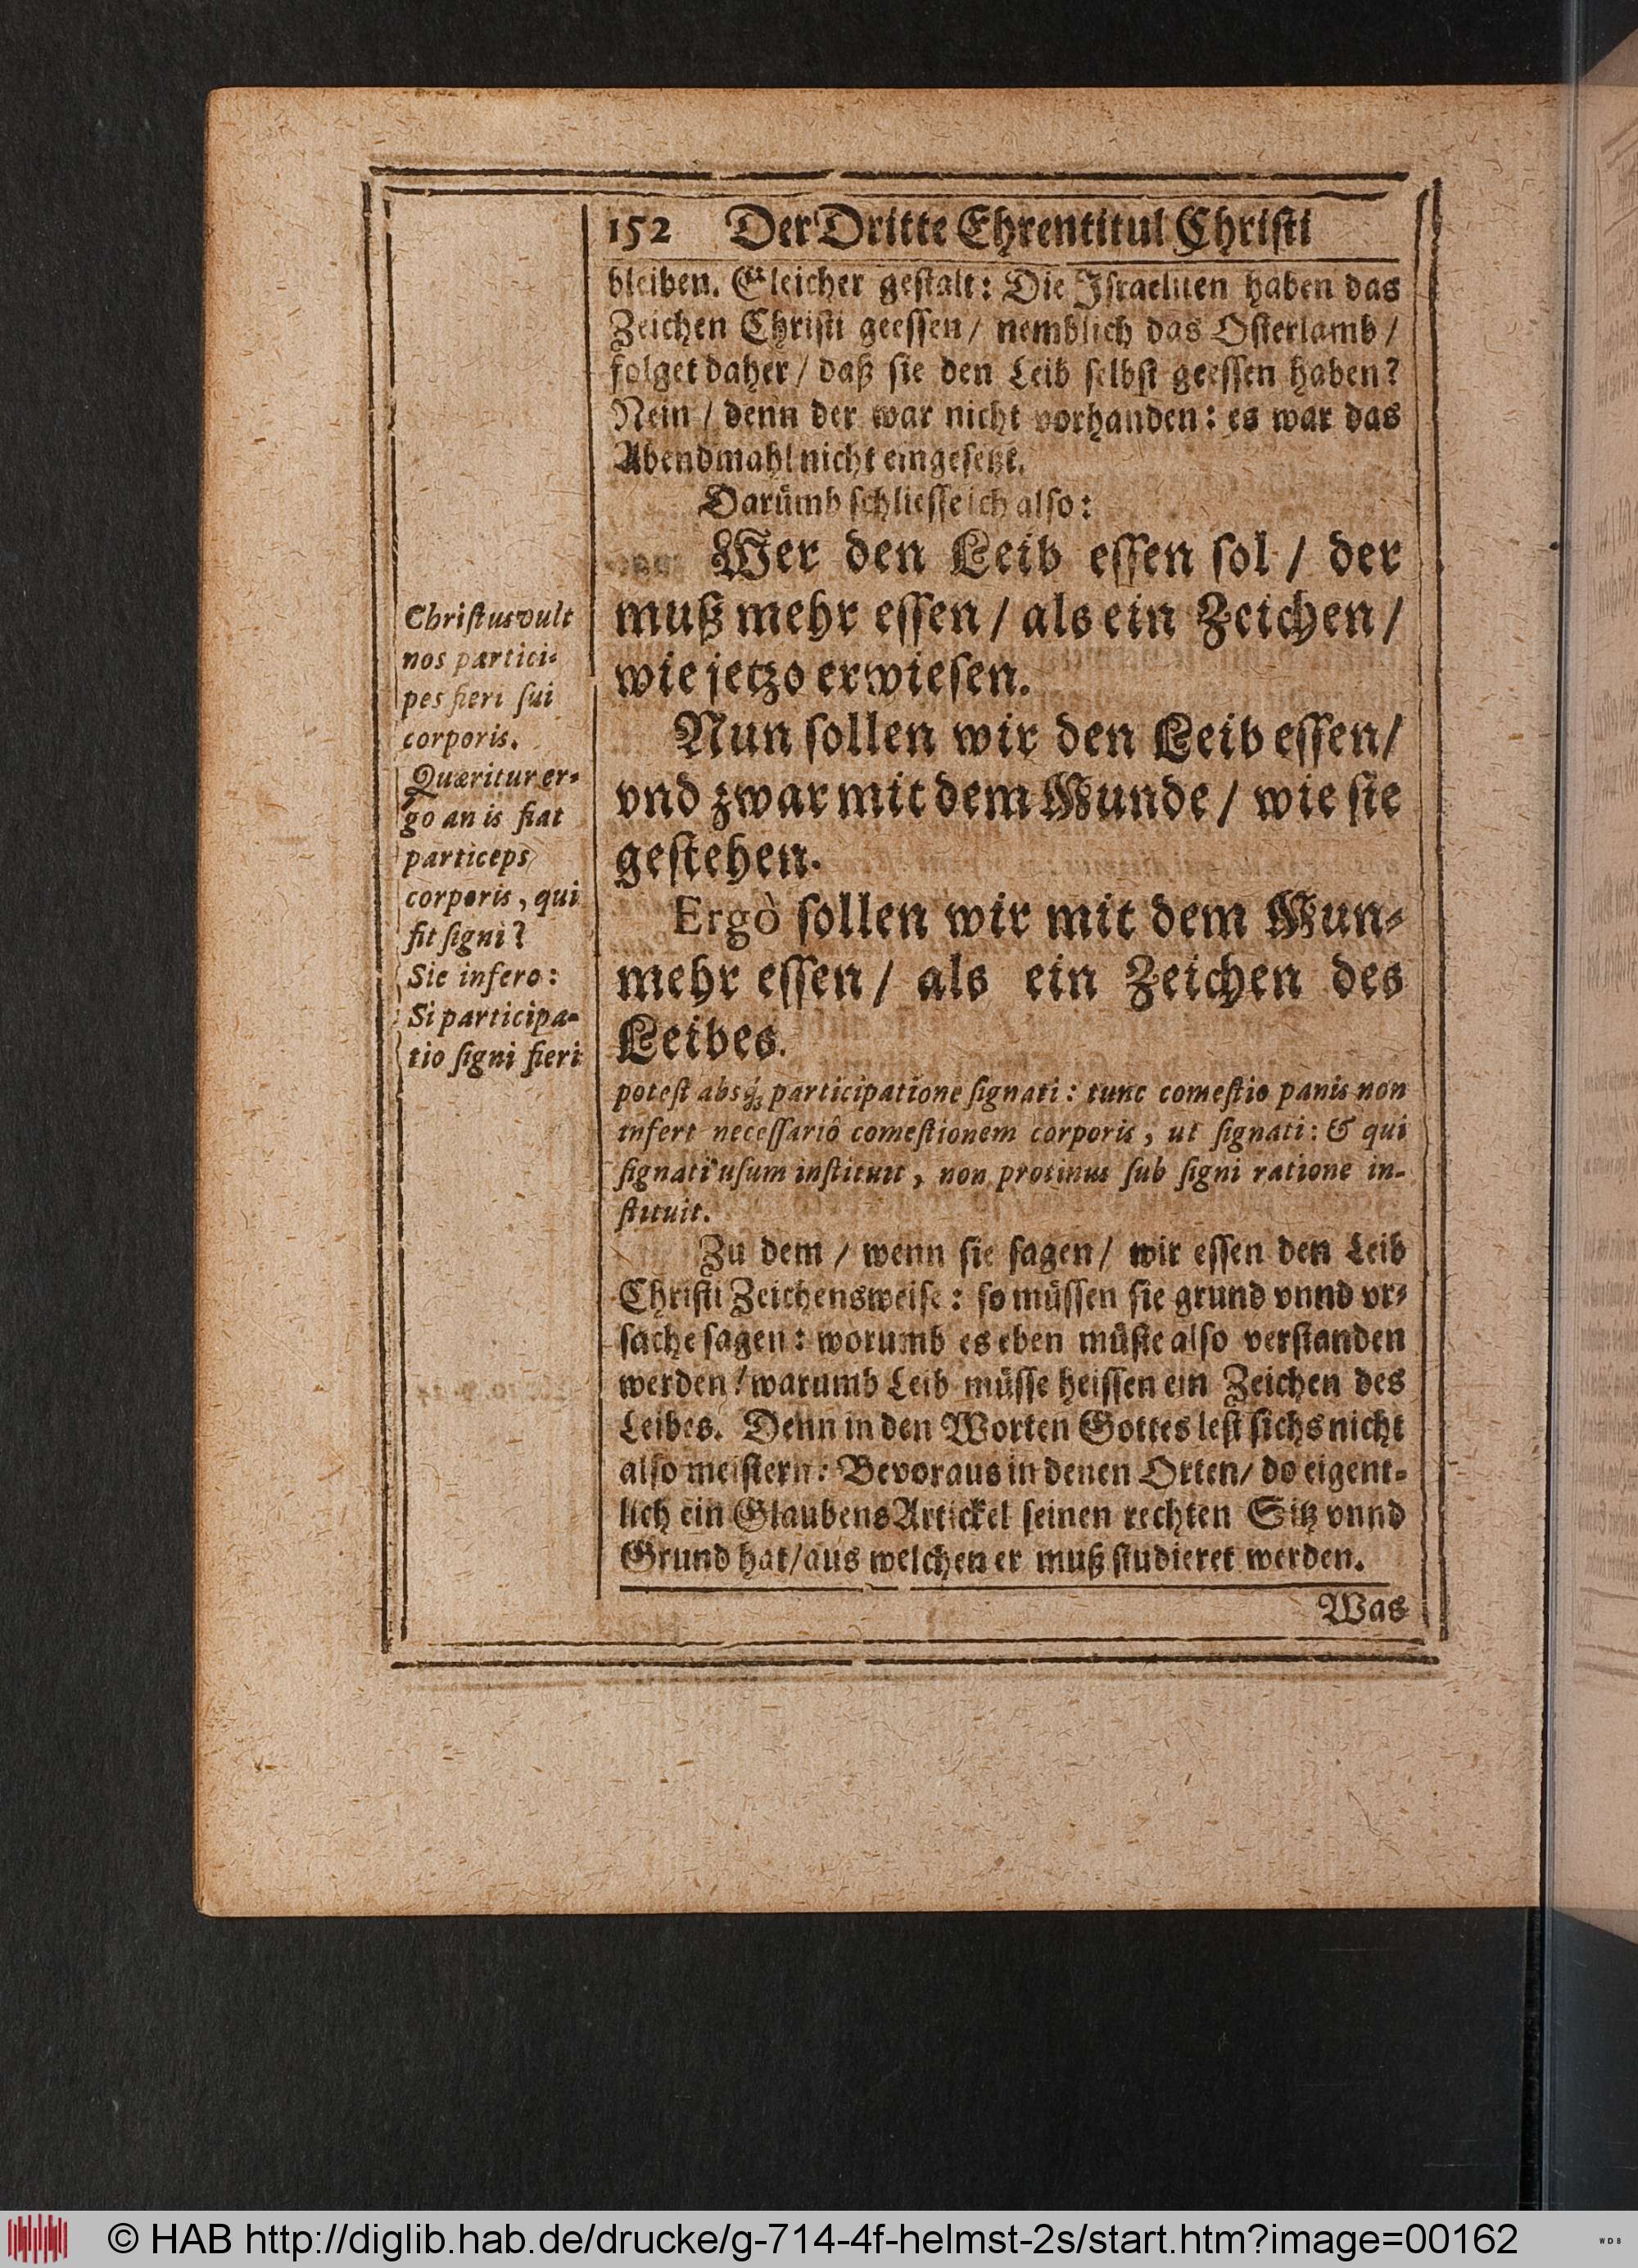 152 Der Dritte Ehrentitul Chriſti
bleiben. Gleicher geſtalt: Die Iſraeliten haben das
Zeichen Chriſti geeſſen / nemblich das Oſterlamb /
folget daher / daß ſie den Leib ſelbſt geeſſen haben?
Nein / denn der war nicht vorhanden: es war das
Abendmahl nicht eingeſetzt.
Darümb ſchlieſſe ich alſo:
Wer den Leib eſſen ſol / der
muß mehr eſſen / als ein Zeichen /
wie jetzo erwieſen.
Nun ſollen wir den Leib eſſen /
vnd zwar mit dem Munde / wie ſie
geſtehen.
Ergò ſollen wir mit dem Mun⸗
mehr eſſen / als ein Zeichen des
Leibes.
Chriſtus vult
nos partici⸗
pes fieri ſui
corporis.
Quæritur er⸗
go an is fiat
particeps
corporis, qui
fit ſigni?
Sic infero:
Si participa-
tio ſigni fieri
poteſt absq́; participatione ſignati: tunc comeſtio panis non
infert neceſſariò comeſtionem corporis, ut ſignati: & qui
ſignati uſum inſtituit, non protinus ſub ſigni ratione in-
ſtituit.
Zu dem / wenn ſie ſagen / wir eſſen den Leib
Chriſti Zeichensweiſe: ſo müſſen ſie grund vnnd vr⸗
ſache ſagen: worumb es eben müſte alſo verſtanden
werden / warumb Leib müſſe heiſſen ein Zeichen des
Leibes. Denn in den Worten Gottes leſt ſichs nicht
alſo meiſtern: Bevoraus in denen Orten / do eigent⸗
lich ein Glaubens Artickel ſeinen rechten Sitz vnnd
Grund hat / aus welchen er muß ſtudieret werden.
Was
© HAB http://diglib.hab.de/drucke/g-714-4f-helmst-2s/start.htm?image=00162
WDB